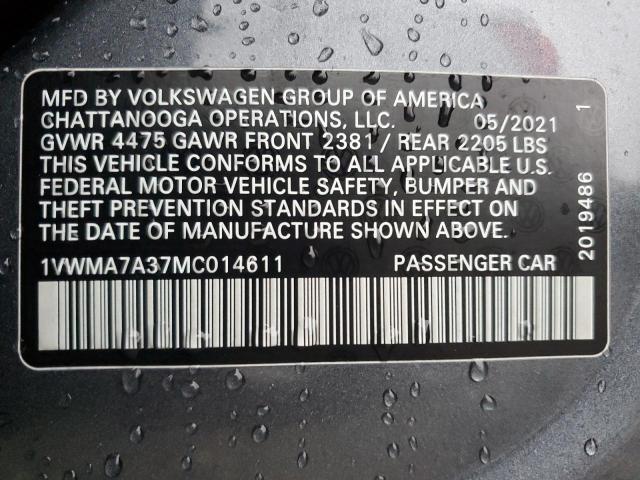 MFD BY VOLKSWAGEN GROUP OF AMERICA
CHATTANOOGA OPERATIONS, LLC. 05/2021
GVWR 4475 GAWR FRONT 2381 / REAR 2205 LBS
THIS VEHICLE CONFORMS TO ALL APPLICABLE U.S.
FEDERAL MOTOR VEHICLE SAFETY, BUMPER AND
THEFT PREVENTION STANDARDS IN EFFECT ON
THE DATE OF MANUFACTURE SHOWN ABOVE.
1VWMA7A37MC014611 PASSENGER CAR
2019486 1